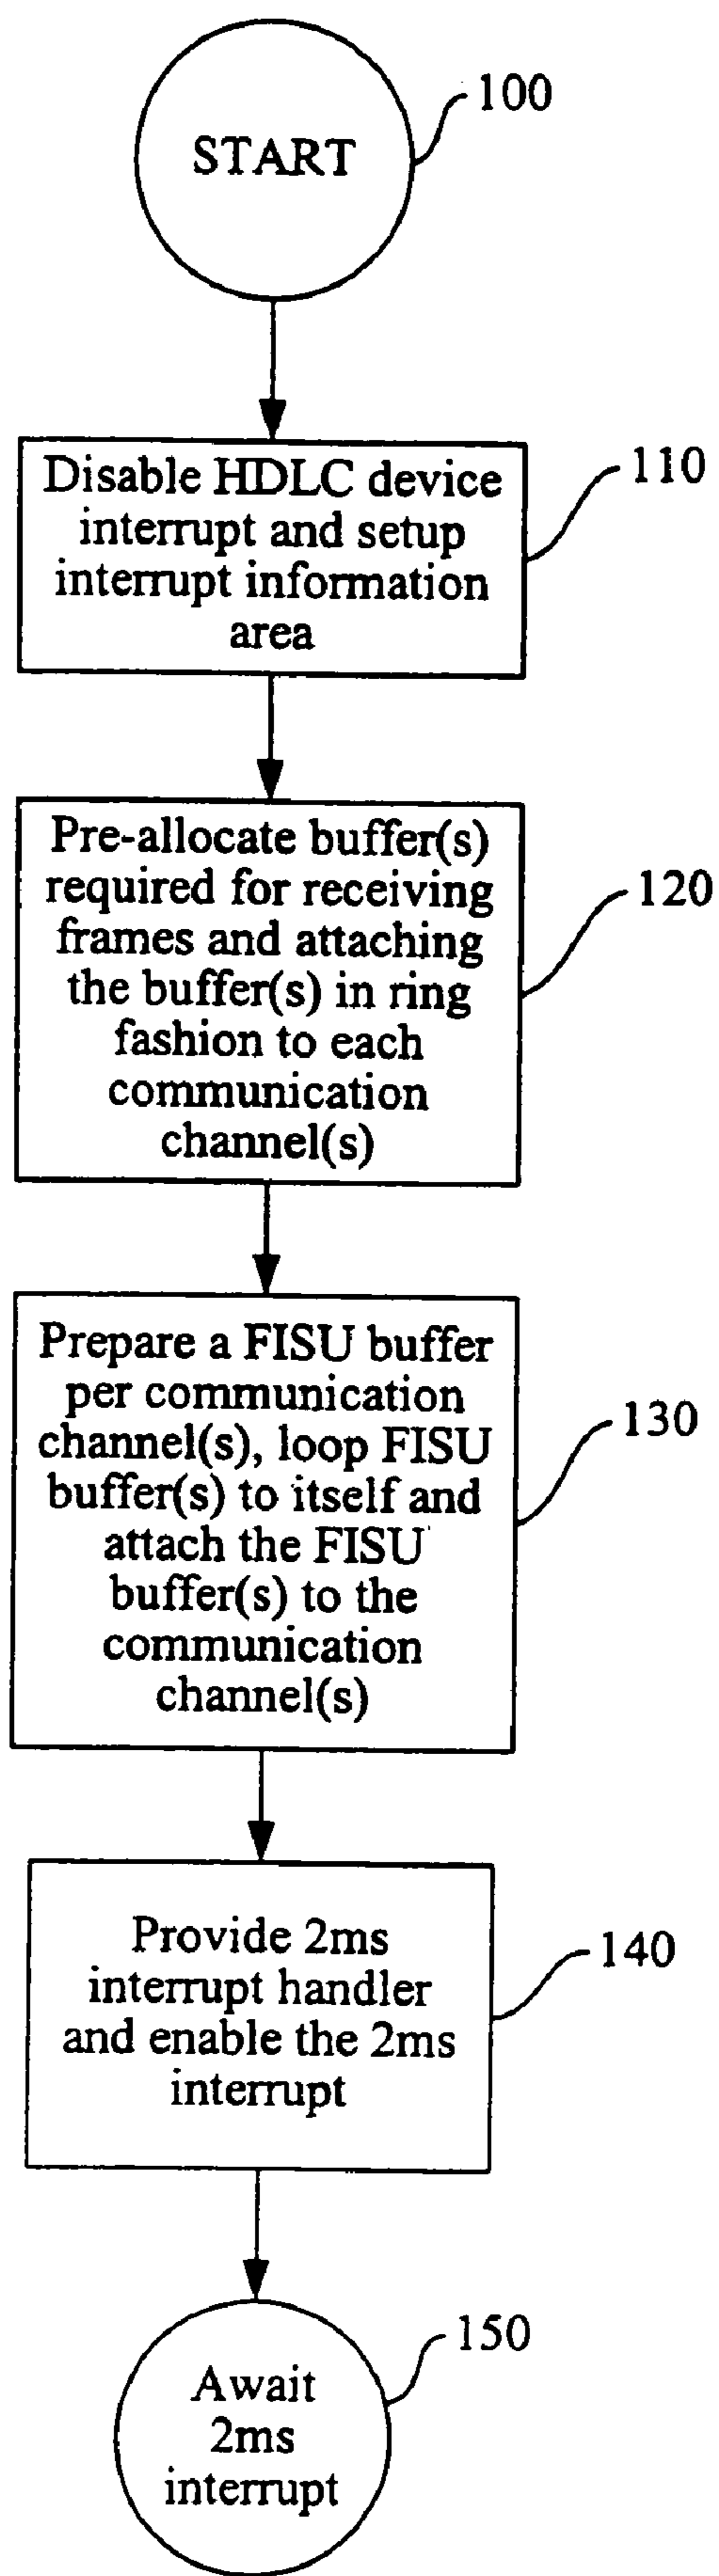 START
100
Disable HDLC device
interrupt and setup
interrupt information
area
110
Pre-allocate buffer(s)
required for receiving
frames and attaching
the buffer(s) in ring
fashion to each
communication
channel(s)
120
Prepare a FISU buffer
per communication
channel(s), loop FISU
buffer(s) to itself and
attach the FISU
buffer(s) to the
communication
channel(s)
130
Provide 2ms
interrupt handler
and enable the 2ms
interrupt
140
Await
2ms
interrupt
150